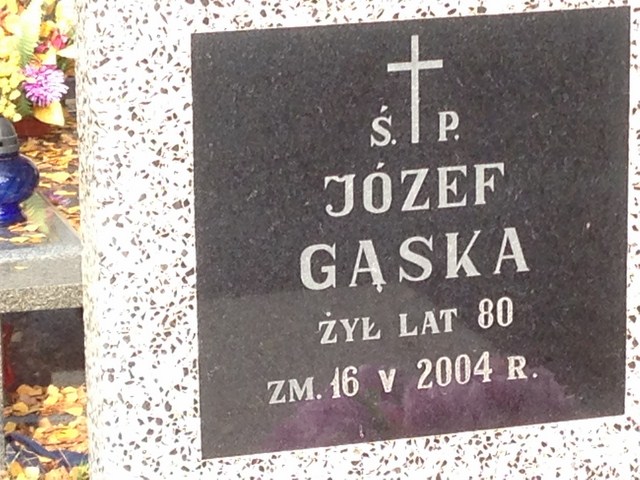 Ś. P.
JÓZEF
GĄSKA
ŻYŁ LAT 80
ZM. 16 V 2004 R.